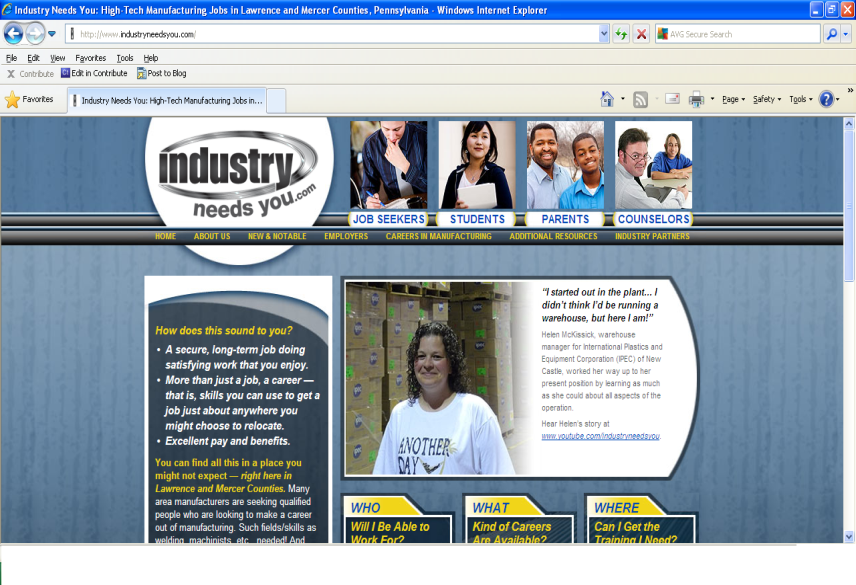 Industry Needs You: High-Tech Manufacturing Jobs in Lawrence and Mercer Counties, Pennsylvania - Windows Internet Explorer
http://www.industryneedsyou.com/
AVG Secure Search
File Edit View Favorites Tools Help
Contribute Edit in Contribute Post to Blog
Favorites Industry Needs You: High-Tech Manufacturing Jobs in... Page Safety Tools
industry
needs you.com
JOB SEEKERS STUDENTS PARENTS COUNSELORS
HOME ABOUT US NEW & NOTABLE EMPLOYERS CAREERS IN MANUFACTURING ADDITIONAL RESOURCES INDUSTRY PARTNERS
How does this sound to you?
• A secure, long-term job doing
satisfying work that you enjoy.
• More than just a job, a career —
that is, skills you can use to get a
job just about anywhere you
might choose to relocate.
• Excellent pay and benefits.
You can find all this in a place you
might not expect — right here in
Lawrence and Mercer Counties. Many
area manufacturers are seeking qualified
people who are looking to make a career
out of manufacturing. Such fields/skills as
welding, machinists, etc., needed! And
ANOTHER
DAY
“I started out in the plant... I
didn’t think I’d be running a
warehouse, but here I am!”
Helen McKissick, warehouse
manager for International Plastics and
Equipment Corporation (IPEC) of New
Castle, worked her way up to her
present position by learning as much
as she could about all aspects of the
operation.
Hear Helen's story at
www.youtube.com/industryneedsyou.
WHO
Will I Be Able to
Work For?
WHAT
Kind of Careers
Are Available?
WHERE
Can I Get the
Training I Need?